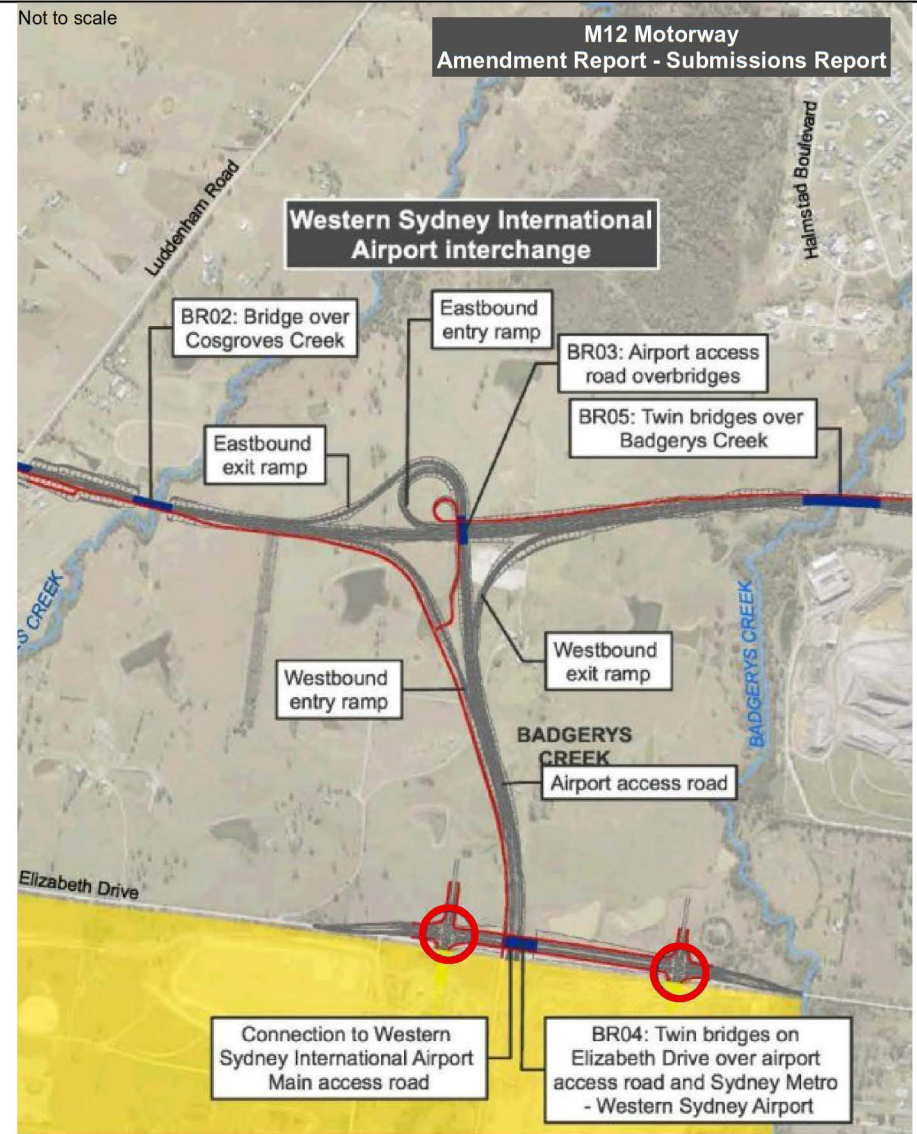 Not to scale
M12 Motorway
Amendment Report - Submissions Report
Halmstad Boulevard
Luddenham Road
Western Sydney International
Airport interchange
BR02: Bridge over
Cosgroves Creek
Eastbound
entry ramp
BR03: Airport access
road overbridges
BR05: Twin bridges over
Badgerys Creek
Eastbound
exit ramp
S CREEK
BADGERYS CREEK
Westbound
exit ramp
Westbound
entry ramp
BADGERYS
CREEK
Airport access road
Elizabeth Drive
Connection to Western
Sydney International Airport
Main access road
BR04: Twin bridges on
Elizabeth Drive over airport
access road and Sydney Metro
- Western Sydney Airport